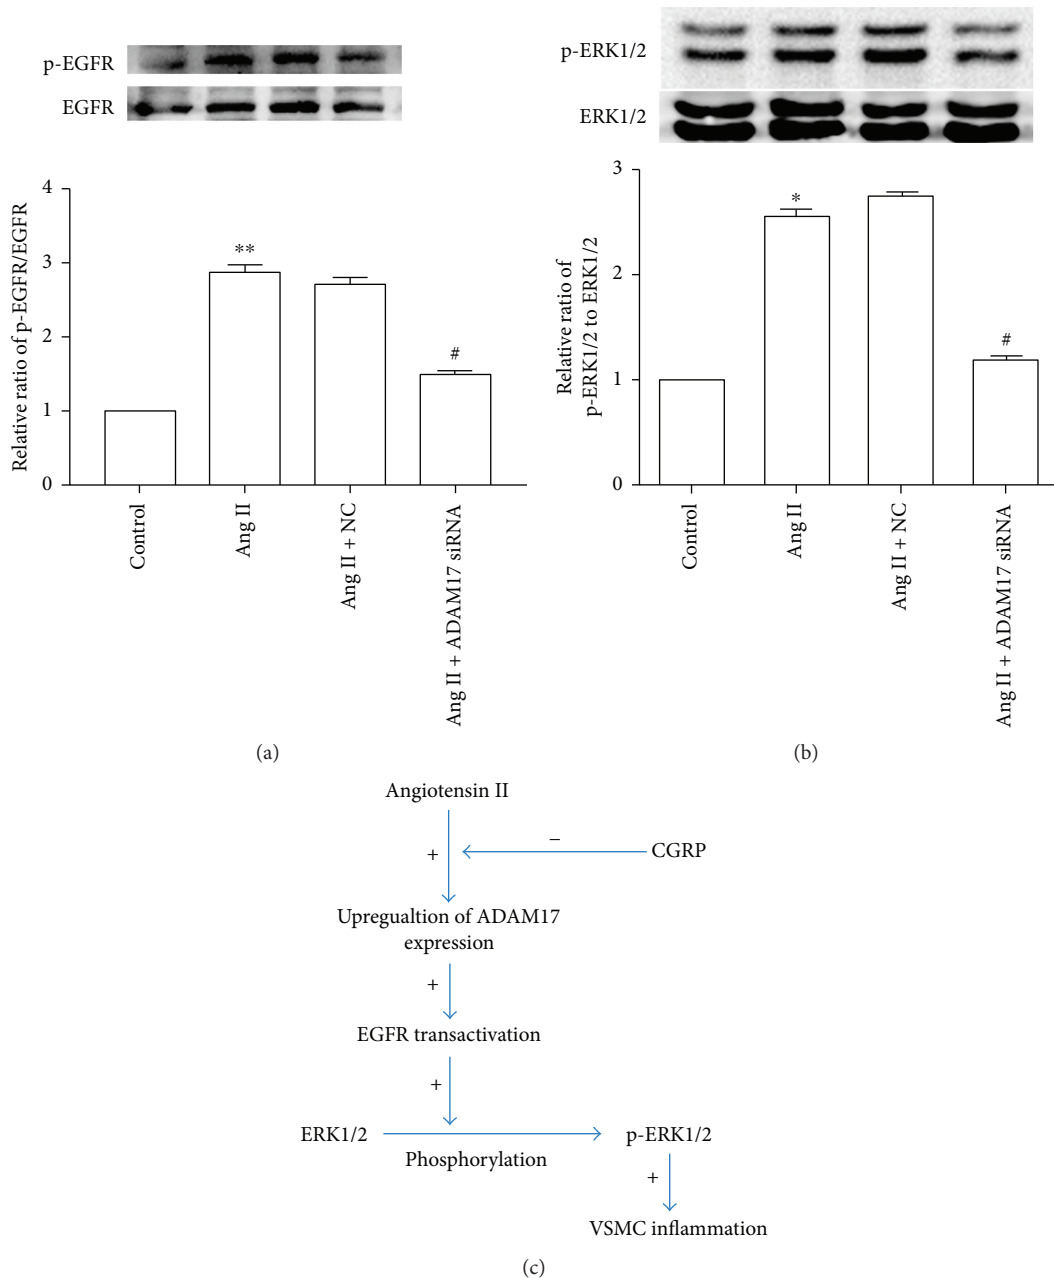 p-EGFR
EGFR
4
3
2
1
0
Relative ratio of p-EGFR/EGFR
**
#
Control
Ang II
Ang II + NC
Ang II + ADAM17 siRNA
(a)
p-ERK1/2
ERK1/2
3
2
1
0
Relative ratio of
p-ERK1/2 to ERK1/2
*
#
Control
Ang II
Ang II + NC
Ang II + ADAM17 siRNA
(b)
Angiotensin II
+
−
CGRP
Upregualtion of ADAM17
expression
+
EGFR transactivation
+
ERK1/2
Phosphorylation
p-ERK1/2
+
VSMC inflammation
(c)